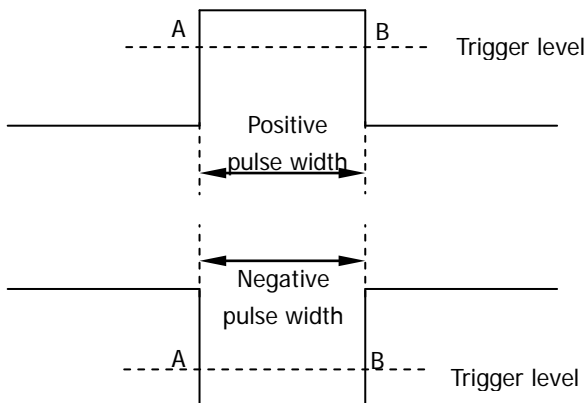 A
B
Trigger level
Positive
pulse width
Negative
pulse width
A
B
Trigger level